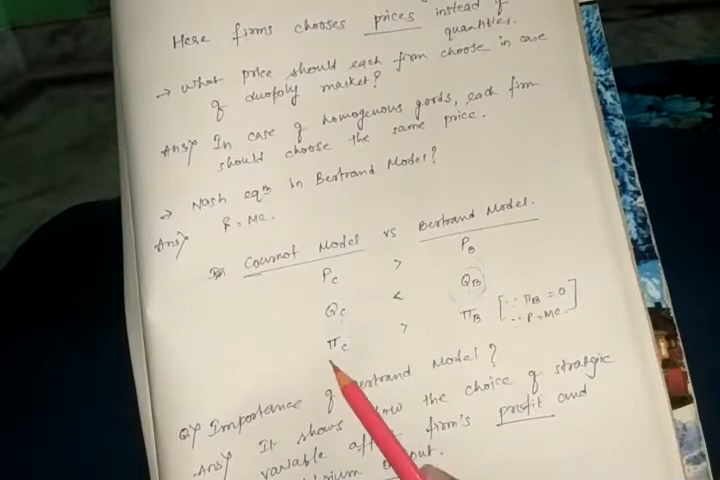 Here firms chooses prices instead of
quantities.
→ What price should each firm choose in case
of duopoly market?
Ans) In case of homogenous goods, each firm
should choose the same price.
→ Nash eqm in Bertrand Model?
Ans) P = MC.
Cournot Model vs Bertrand Model.
Pc > PB
Qc < QB
πc > πB [∵ πB = 0
∵ P = MC.]
Q) Importance of Bertrand Model?
Ans) It shows how the choice of strategic
variable firm's profit and